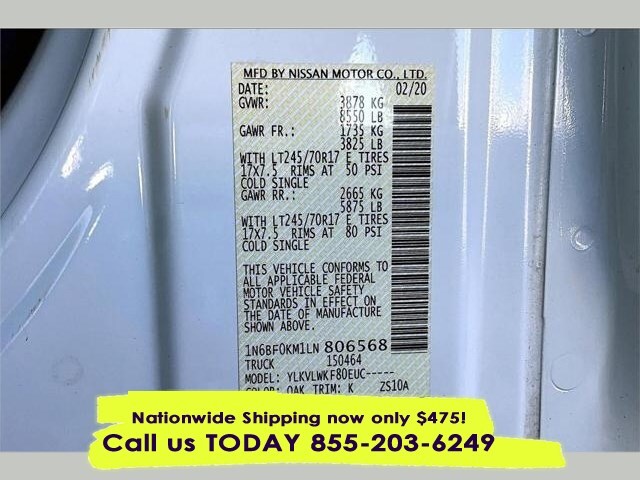 MFD BY NISSAN MOTOR CO., LTD.
DATE: 02/20
GVWR: 3878 KG
8550 LB
GAWR FR.: 1735 KG
3825 LB
WITH LT245/70R17 E TIRES
17X7.5 RIMS AT 50 PSI
COLD SINGLE
GAWR RR.: 2665 KG
5875 LB
WITH LT245/70R17 E TIRES
17X7.5 RIMS AT 80 PSI
COLD SINGLE
THIS VEHICLE CONFORMS TO
ALL APPLICABLE FEDERAL
MOTOR VEHICLE SAFETY
STANDARDS IN EFFECT ON
THE DATE OF MANUFACTURE
SHOWN ABOVE.
1N6BF0KM1LN 806568
TRUCK 150464
MODEL: YLKVLWKF80EUC-----
COLOR: QAK TRIM: K ZS10A
Nationwide Shipping now only $475!
Call us TODAY 855-203-6249